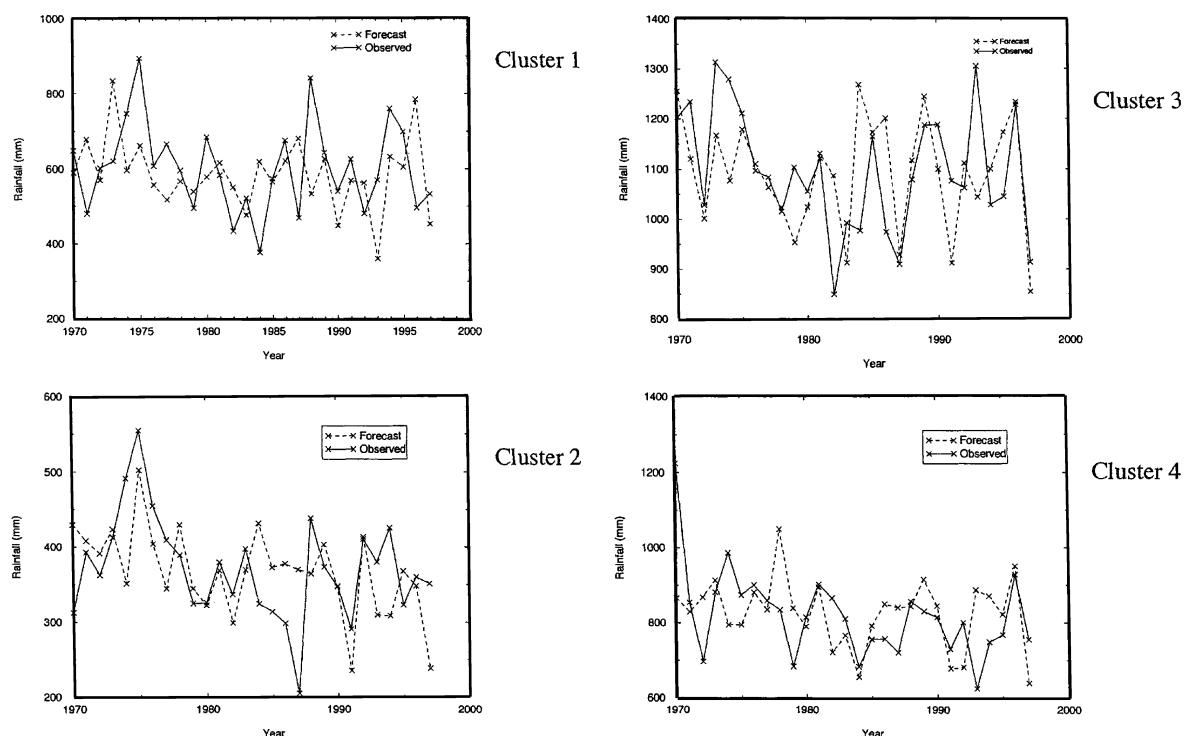 1000
800
600
400
200
Rainfall (mm)
1970
1975
1980
1985
1990
1995
2000
Year
Forecast
Observed
Cluster 1
1400
1300
1200
1100
1000
900
800
Rainfall (mm)
1970
1980
1990
2000
Year
Forecast
Observed
Cluster 3
600
500
400
300
200
Rainfall (mm)
1970
1980
1990
2000
Year
Forecast
Observed
Cluster 2
1400
1200
1000
800
600
Rainfall (mm)
1970
1980
1990
2000
Year
Forecast
Observed
Cluster 4